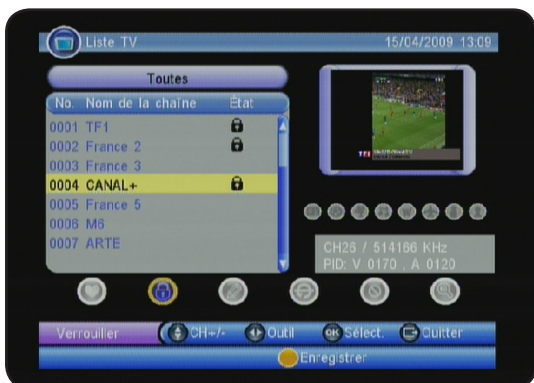 Liste TV
15/04/2009 13:09
Toutes
No. Nom de la chaîne État
0001 TF1
0002 France 2
0003 France 3
0004 CANAL+
0005 France 5
0006 M6
0007 ARTE
TF1
CH26 / 514166 KHz
PID: V 0170 , A 0120
Verrouiller CH+/- Outil OK Sélect. Quitter
Enregistrer